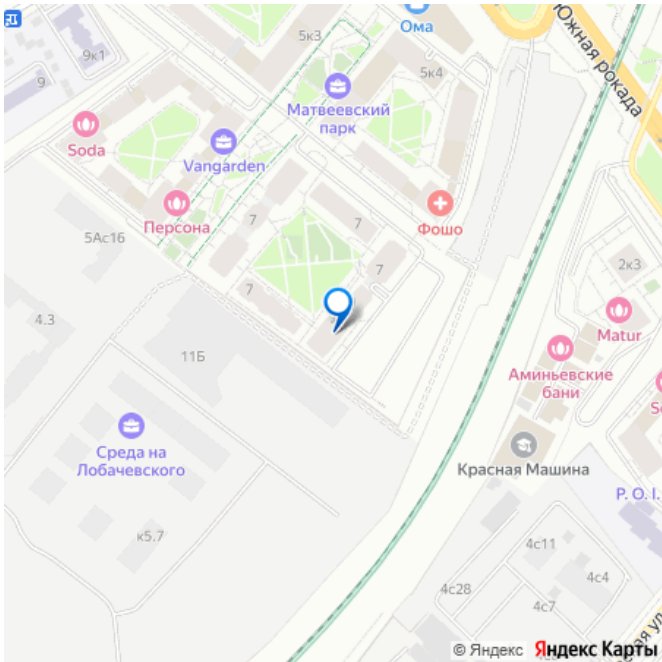 Ома
5к3
9к1
9
5к4
Южная рокада
Матвеевский
парк
Soda
Vangarden
Персона
7
7
Фошо
5Ас16
7
2к3
7
4.3
Matur
11Б
Аминьевские
бани
Среда на
Лобачевского
Красная Машина
P. O. I.
к5.7
4с11
4с4
4с28
4с7
© Яндекс Яндекс Карты